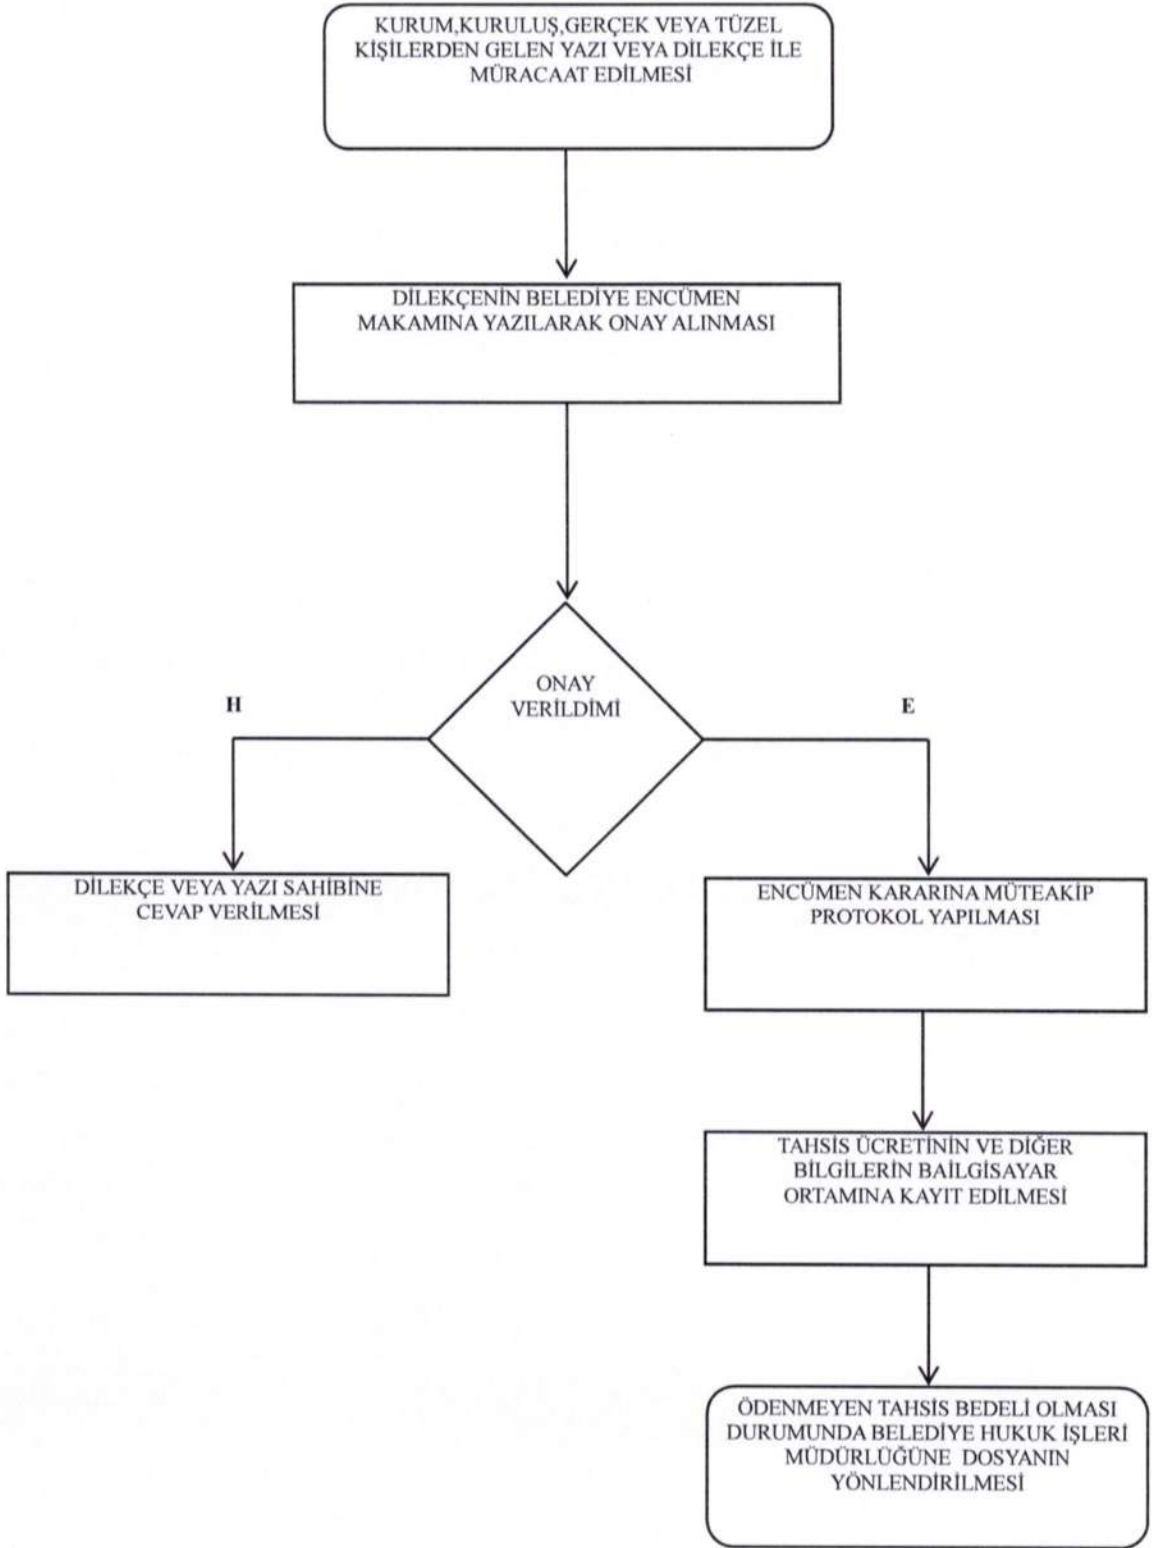 KURUM,KURULUŞ,GERÇEK VEYA TÜZEL
KİŞİLERDEN GELEN YAZI VEYA DİLEKÇE İLE
MÜRACAAT EDİLMESİ
DİLEKÇENİN BELEDİYE ENCÜMEN
MAKAMINA YAZILARAK ONAY ALINMASI
ONAY
VERİLDİMİ
H
E
DİLEKÇE VEYA YAZI SAHİBİNE
CEVAP VERİLMESİ
ENCÜMEN KARARINA MÜTEAKİP
PROTOKOL YAPILMASI
TAHSİS ÜCRETİNİN VE DİĞER
BİLGİLERİN BAİLGİSAYAR
ORTAMINA KAYIT EDİLMESİ
ÖDENMEYEN TAHSİS BEDELİ OLMASI
DURUMUNDA BELEDİYE HUKUK İŞLERİ
MÜDÜRLÜĞÜNE DOSYANIN
YÖNLENDİRİLMESİ